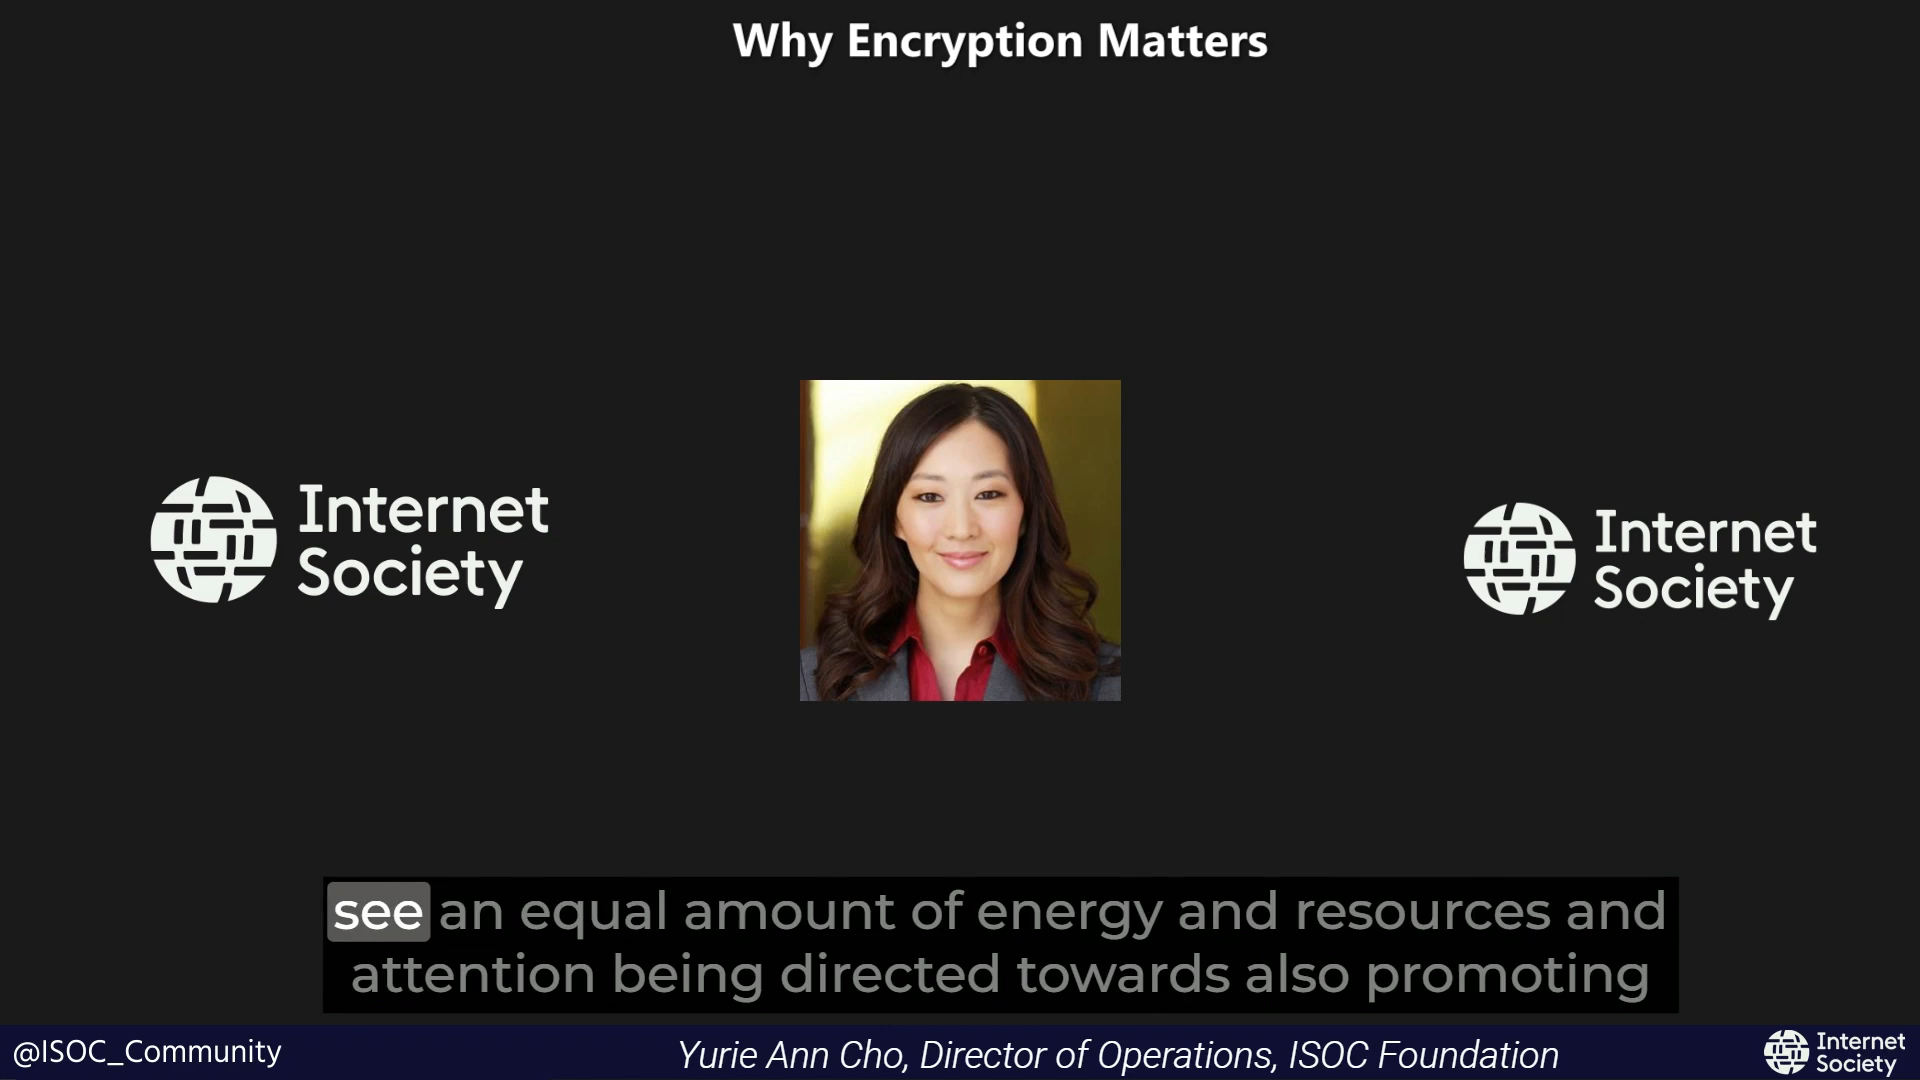 Why Encryption Matters
Internet
Society
Internet
Society
see an equal amount of energy and resources and
attention being directed towards also promoting
@ISOC_Community
Yurie Ann Cho, Director of Operations, ISOC Foundation
Internet
Society